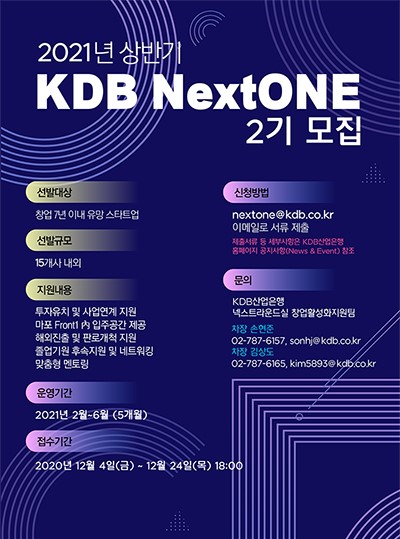 2021년 상반기
KDB NextONE
2기 모집
선발대상
창업 7년 이내 유망 스타트업
선발규모
15개사 내외
지원내용
투자유치 및 사업연계 지원
마포 Front1 內 입주공간 제공
해외진출 및 판로개척 지원
졸업기원 후속지원 및 네트워킹
맞춤형 멘토링
운영기간
2021년 2월~6월 (5개월)
접수기간
2020년 12월 4일(금) ~ 12월 24일(목) 18:00
신청방법
nextone@kdb.co.kr
이메일로 서류 제출
제출서류 등 세부사항은 KDB산업은행
홈페이지 공지사항(News & Event) 참조
문의
KDB산업은행
넥스트라운드실 창업활성화지원팀
차장 손현준
02-787-6157, sonhj@kdb.co.kr
차장 김상도
02-787-6165, kim5893@kdb.co.kr